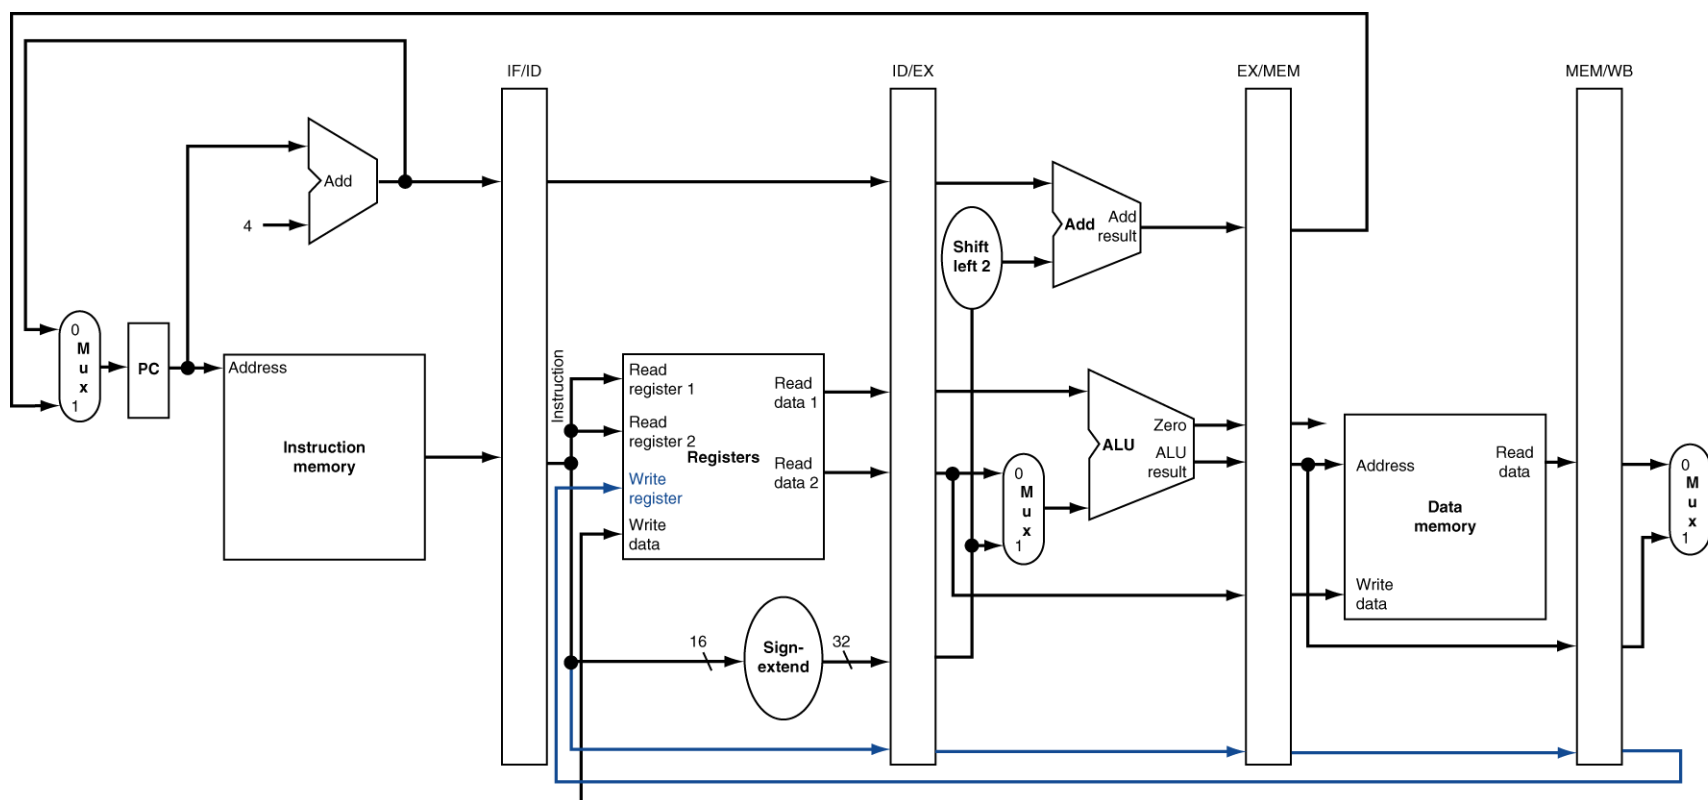 IF/ID
ID/EX
EX/MEM
MEM/WB
Add
4
Add
Add
result
Shift
left 2
0
M
u
x
1
PC
Address
Instruction
memory
Instruction
Read
register 1
Read
register 2
Write
register
Write
data
Registers
Read
data 1
Read
data 2
16
Sign-
extend
32
0
M
u
x
1
ALU
Zero
ALU
result
Address
Read
data
Data
memory
Write
data
0
M
u
x
1